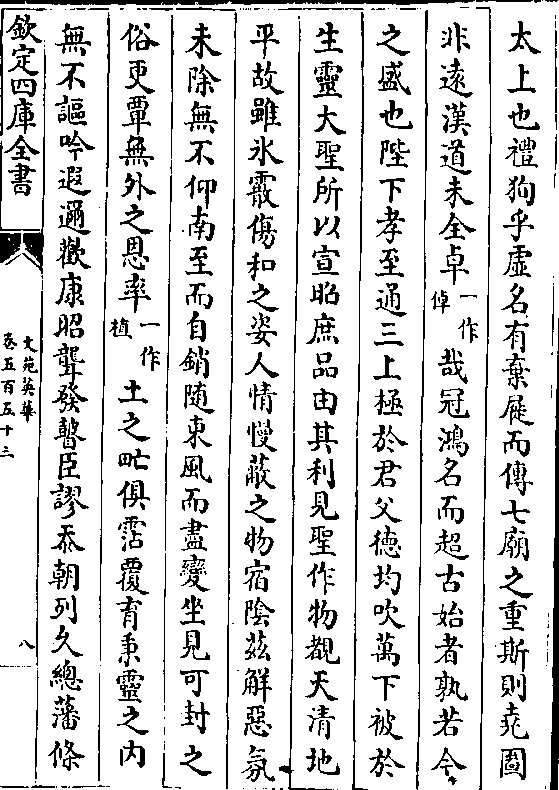 太上也禮狥乎虛名有棄屣而傳七廟之重斯則堯圖
非遠漢道未全卓一作倬哉冠鴻名而超古始者孰若今
之盛也陛下孝至通三上極於君父德均吹萬下被於
生靈大聖所以宣昭庶品由其利見聖作物覩天清地
平故雖氷霰傷和之沴人情慢蔽之物宿陰兹解惡氛
未除無不仰南至而自銷隨東風而盡變坐見可封之
俗更覃無外之恩率一作植土之甿俱霑覆育秉靈之内
無不謳吟遐邇歡康昭聾發瞽臣謬忝朝列久總藩條
欽定四庫全書
文苑英華
卷五百五十三
八